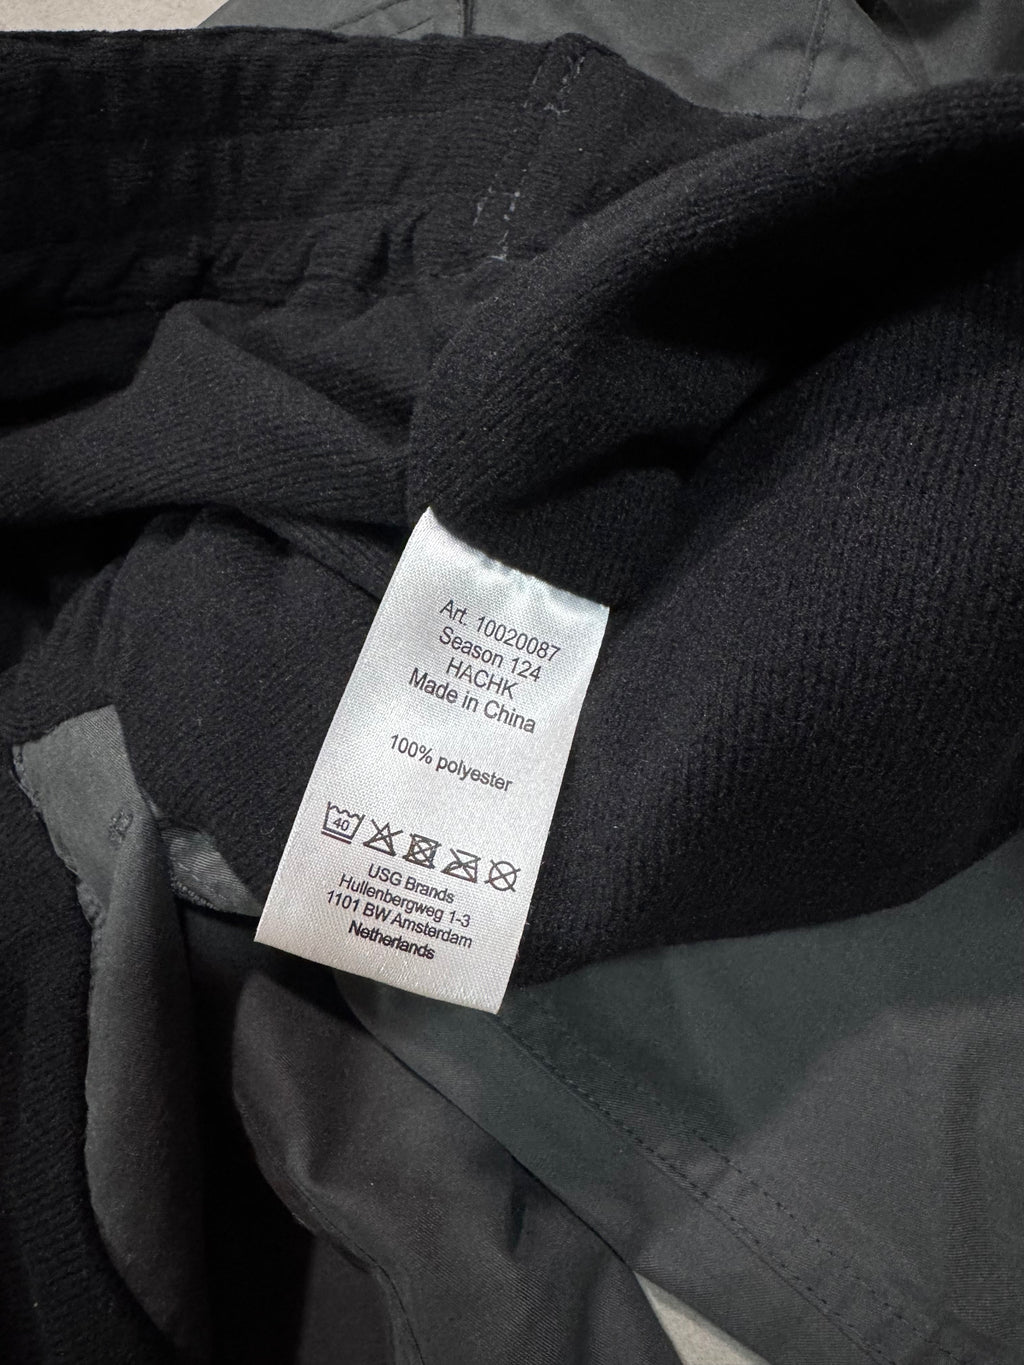 Art. 10020087
Season 124
HACHK
Made in China
100% polyester
40
USG Brands
Hullenbergweg 1-3
1101 BW Amsterdam
Netherlands